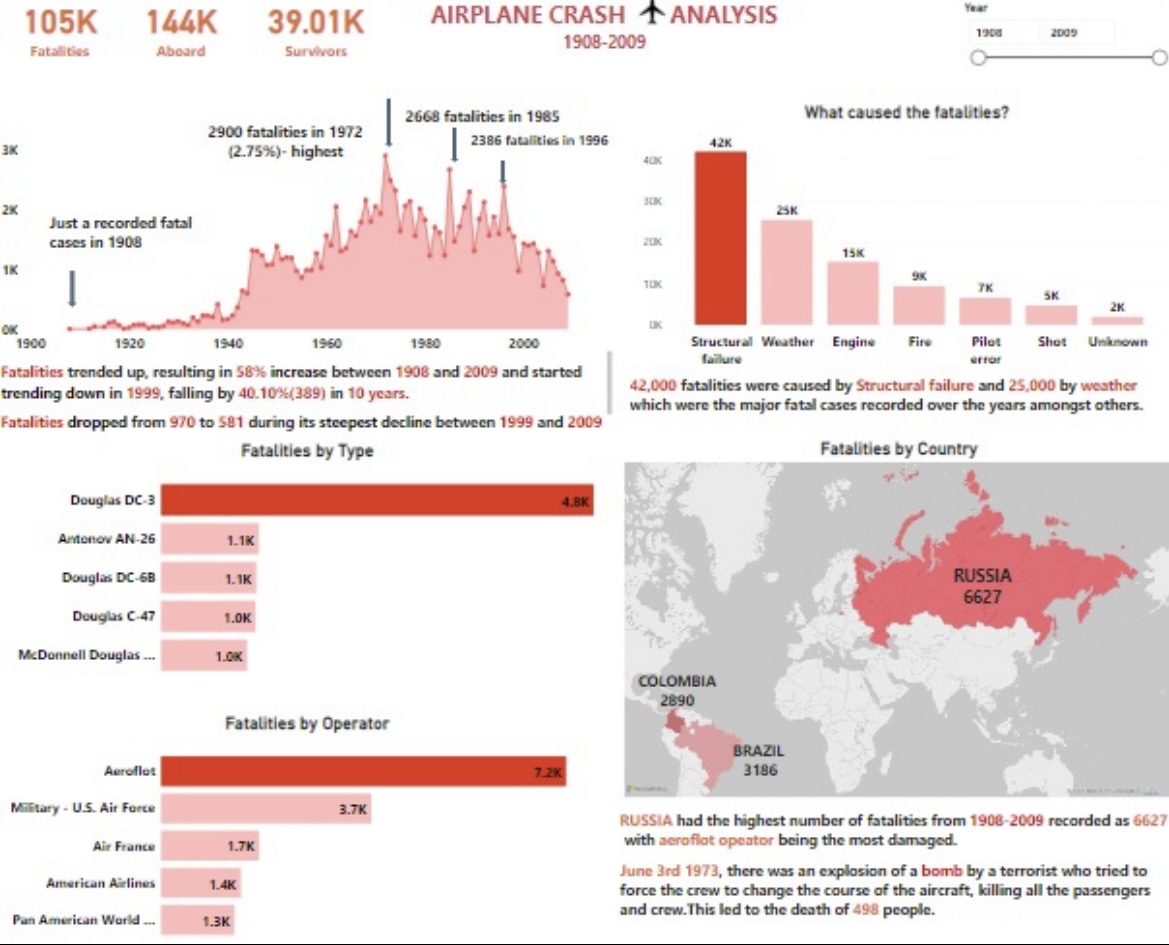 105K
Fatalities
144K
Aboard
39.01K
Survivors
AIRPLANE CRASH ANALYSIS
1908-2009
Year
1908 2009
2900 fatalities in 1972
(2.75%)- highest
2668 fatalities in 1985
2386 fatalities in 1996
Just a recorded fatal
cases in 1908
3K
2K
1K
0K
1900 1920 1940 1960 1980 2000
Fatalities trended up, resulting in 58% increase between 1908 and 2009 and started
trending down in 1999, falling by 40.10%(389) in 10 years.
Fatalities dropped from 970 to 581 during its steepest decline between 1999 and 2009
What caused the fatalities?
40K
30K
20K
10K
0K
42K
25K
15K
9K
7K
5K
2K
Structural
failure
Weather
Engine
Fire
Pilot
error
Shot
Unknown
42,000 fatalities were caused by Structural failure and 25,000 by weather
which were the major fatal cases recorded over the years amongst others.
Fatalities by Type
Douglas DC-3 4.8K
Antonov AN-26 1.1K
Douglas DC-6B 1.1K
Douglas C-47 1.0K
McDonnell Douglas ... 1.0K
Fatalities by Operator
Aeroflot 7.2K
Military - U.S. Air Force 3.7K
Air France 1.7K
American Airlines 1.4K
Pan American World ... 1.3K
Fatalities by Country
RUSSIA
6627
COLOMBIA
2890
BRAZIL
3186
RUSSIA had the highest number of fatalities from 1908-2009 recorded as 6627
with aeroflot opeator being the most damaged.
June 3rd 1973, there was an explosion of a bomb by a terrorist who tried to
force the crew to change the course of the aircraft, killing all the passengers
and crew.This led to the death of 498 people.